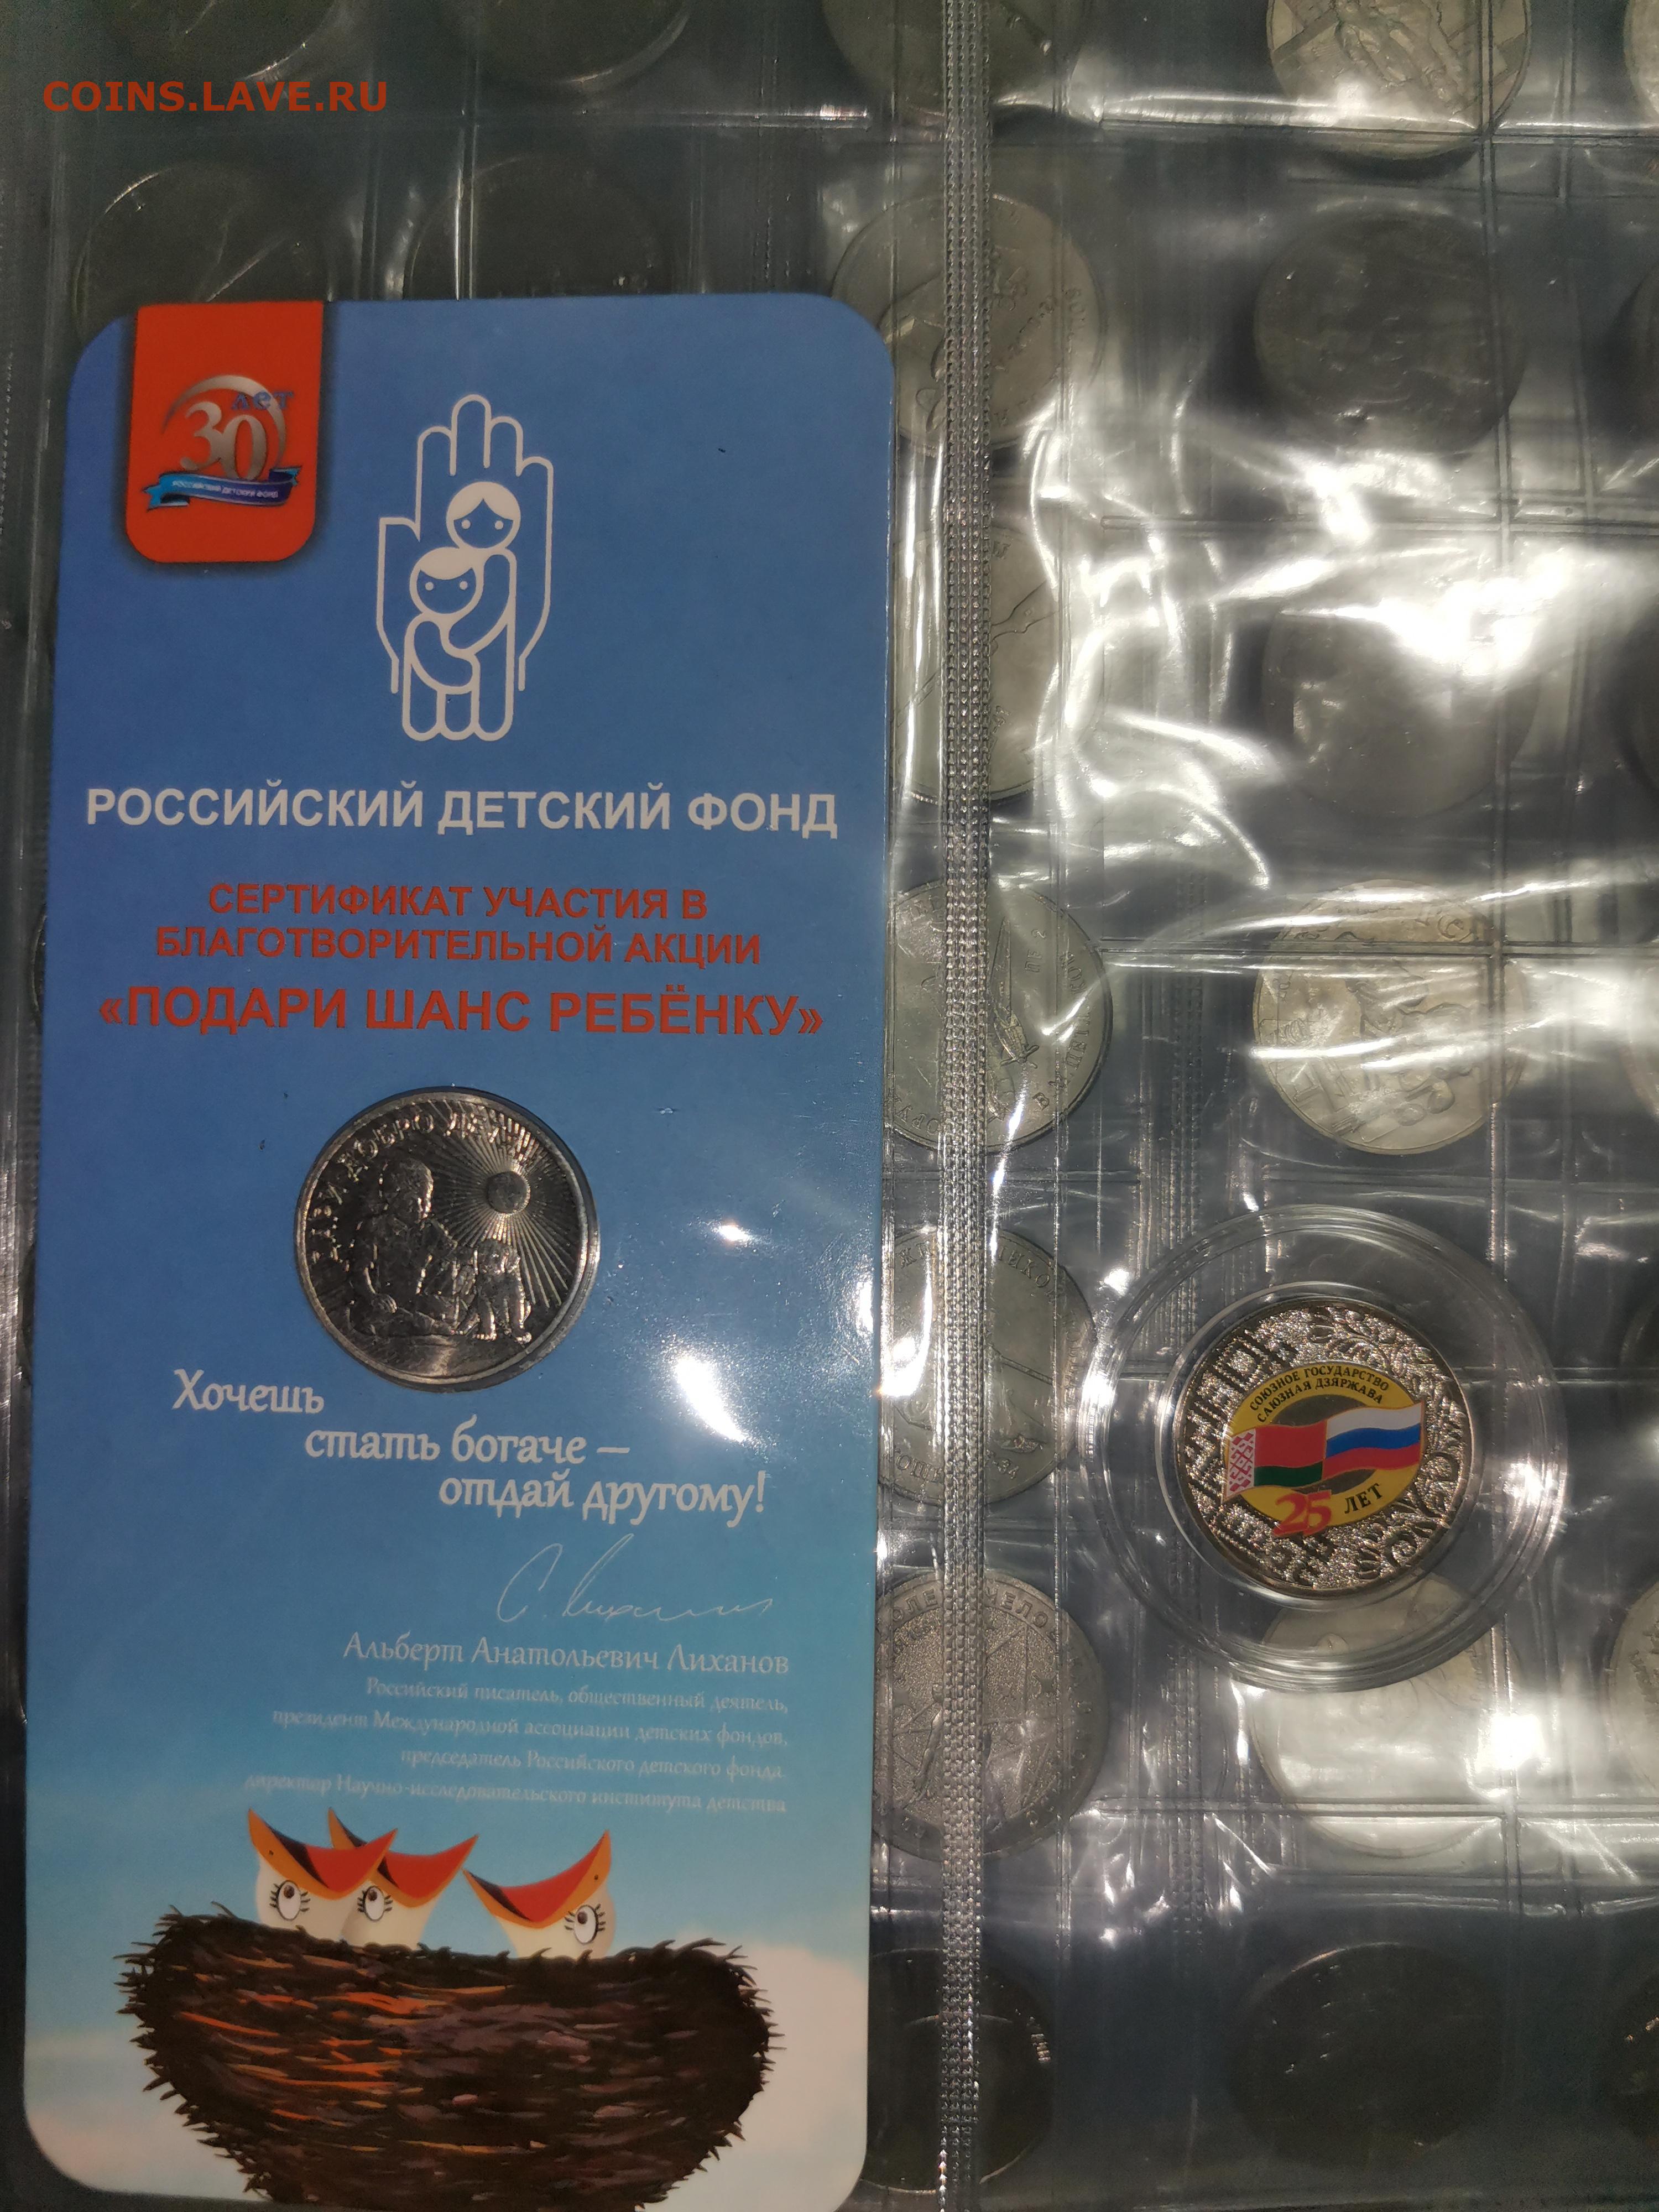 COINS.LAVE.RU
30 лет
РОССИЙСКИЙ ДЕТСКИЙ ФОНД
РОССИЙСКИЙ ДЕТСКИЙ ФОНД
СЕРТИФИКАТ УЧАСТИЯ В
БЛАГОТВОРИТЕЛЬНОЙ АКЦИИ
«ПОДАРИ ШАНС РЕБЁНКУ»
ДОБРО
Хочешь
стать богаче –
отдай другому!
Альберт Анатольевич Лиханов
Российский писатель, общественный деятель,
президент Международной ассоциации детских фондов,
председатель Российского детского фонда
директор Научно-исследовательского института детства
СОЮЗНОЕ ГОСУДАРСТВО
САЮЗНАЯ ДЗЯРЖАВА
25 ЛЕТ